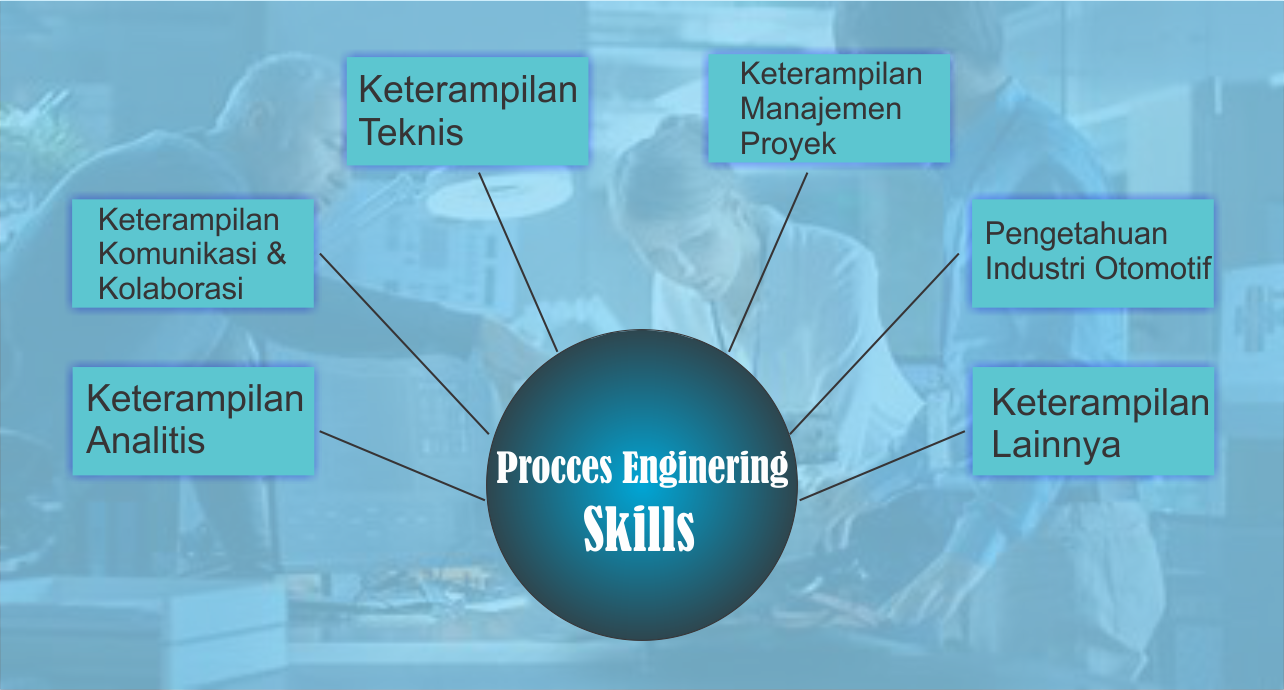 Keterampilan
Teknis
Keterampilan
Manajemen
Proyek
Keterampilan
Komunikasi &
Kolaborasi
Pengetahuan
Industri Otomotif
Keterampilan
Analitis
Keterampilan
Lainnya
Procces Enginering
Skills